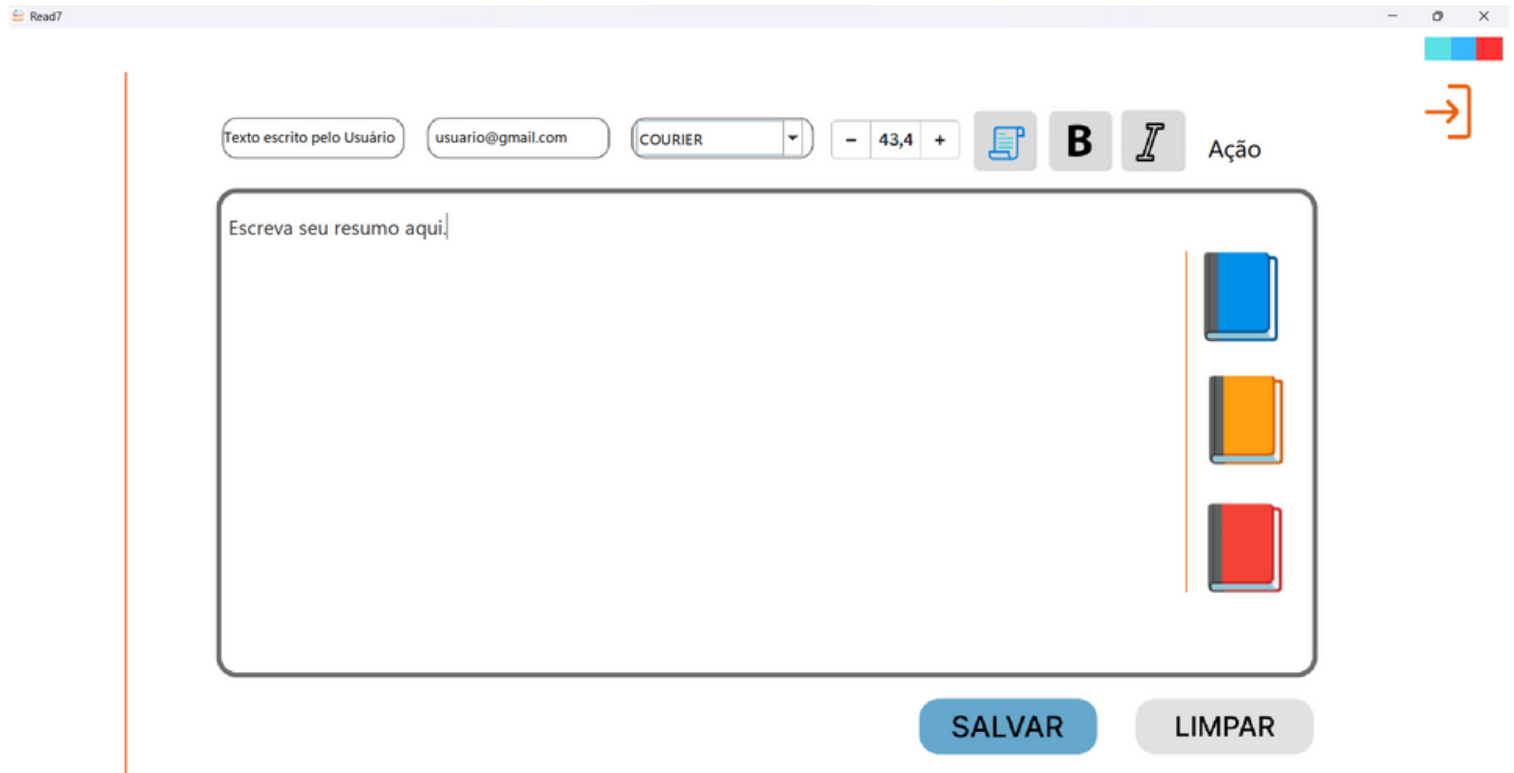 Read7
Texto escrito pelo Usuário
usuario@gmail.com
COURIER
- 43,4 +
B
I
Ação
Escreva seu resumo aqui.
SALVAR
LIMPAR